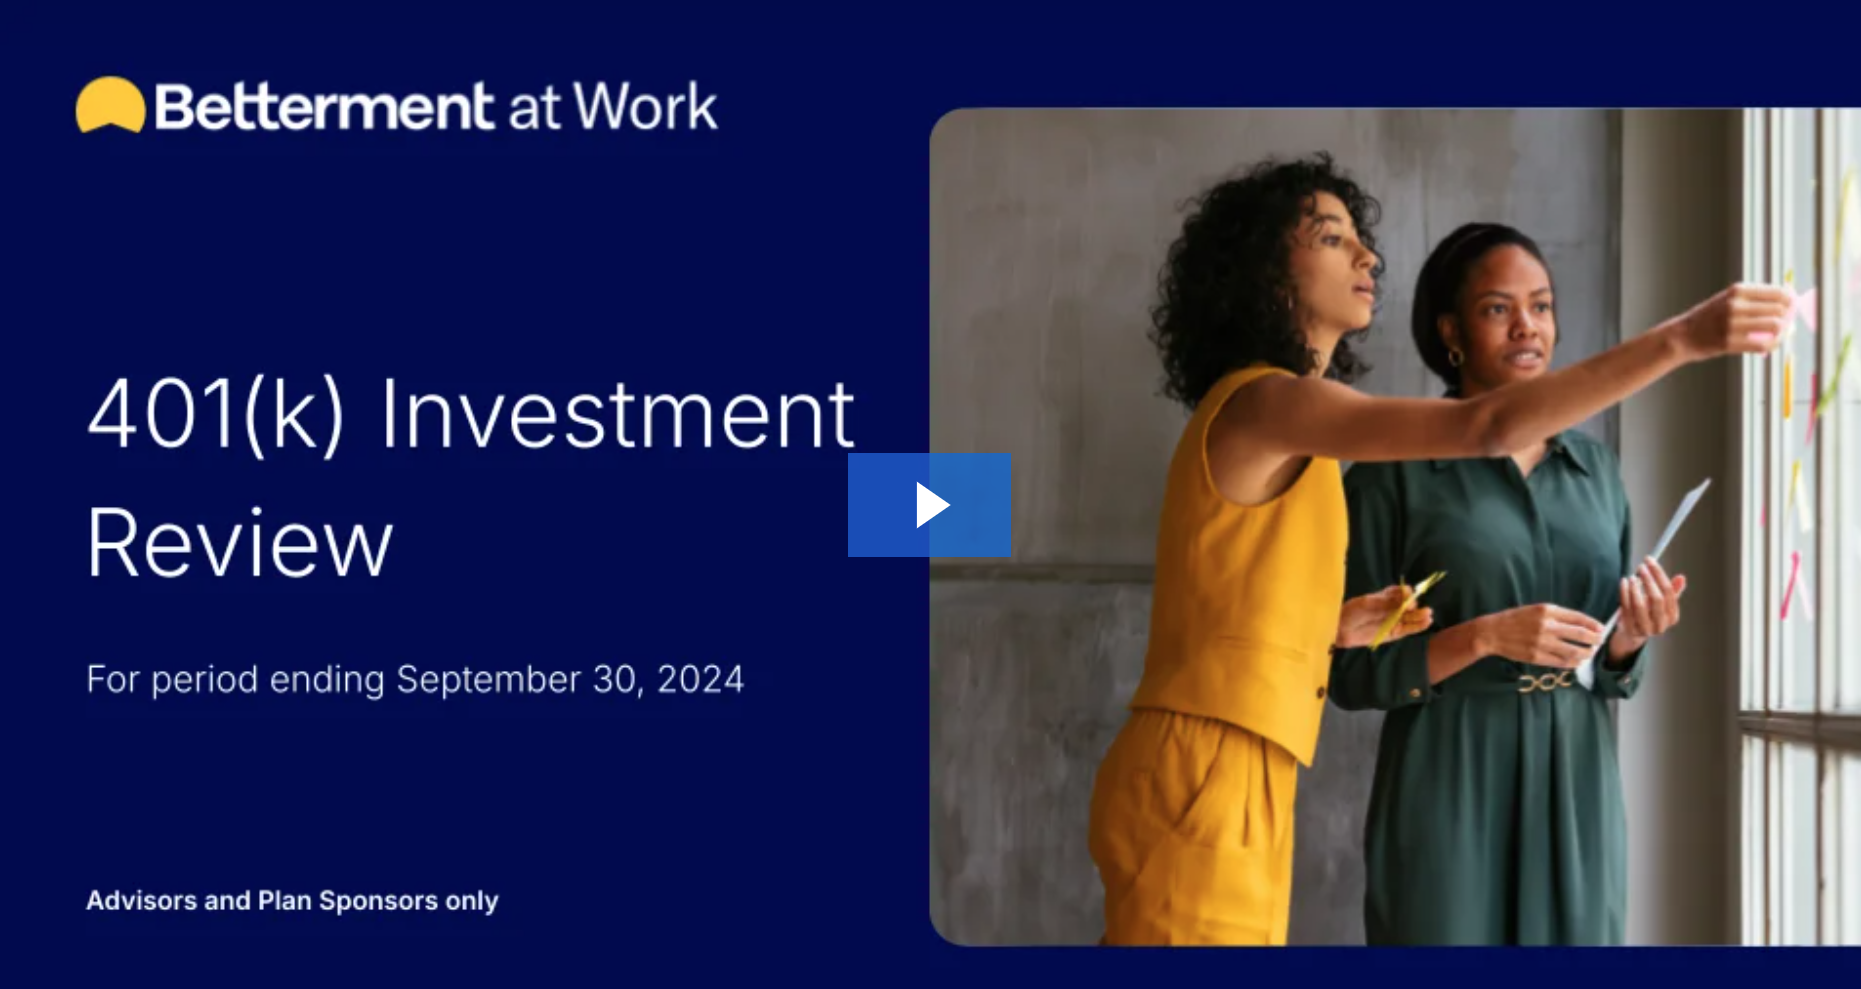 Betterment at Work
401(k) Investment
Review
For period ending September 30, 2024
Advisors and Plan Sponsors only